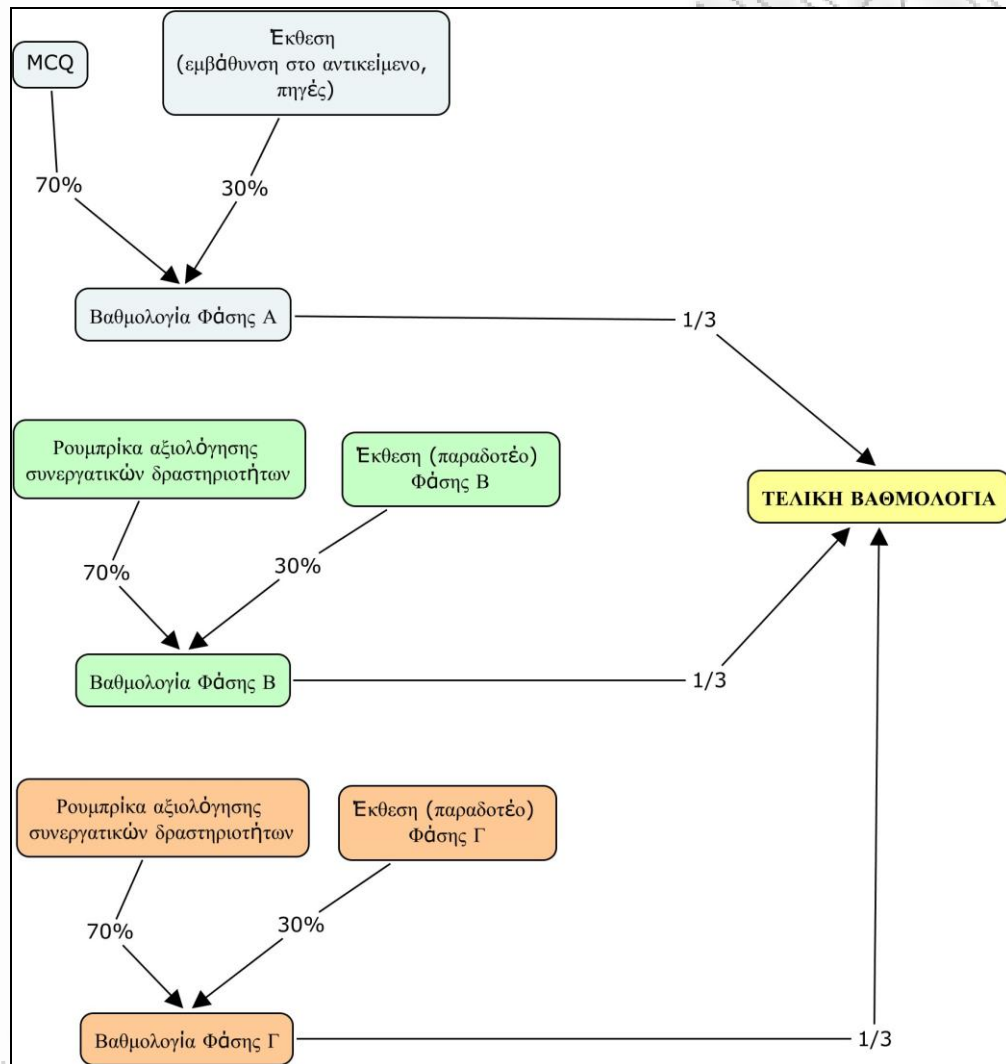 MCQ
Έκθεση
(εμβάθυνση στο αντικείμενο,
πηγές)
70%
30%
Βαθμολογία Φάσης Α
1/3
Ρουμπρίκα αξιολόγησης
συνεργατικών δραστηριοτήτων
Έκθεση (παραδοτέο)
Φάσης Β
ΤΕΛΙΚΗ ΒΑΘΜΟΛΟΓΙΑ
70%
30%
Βαθμολογία Φάσης Β
1/3
Ρουμπρίκα αξιολόγησης
συνεργατικών δραστηριοτήτων
Έκθεση (παραδοτέο)
Φάσης Γ
70%
30%
Βαθμολογία Φάσης Γ
1/3